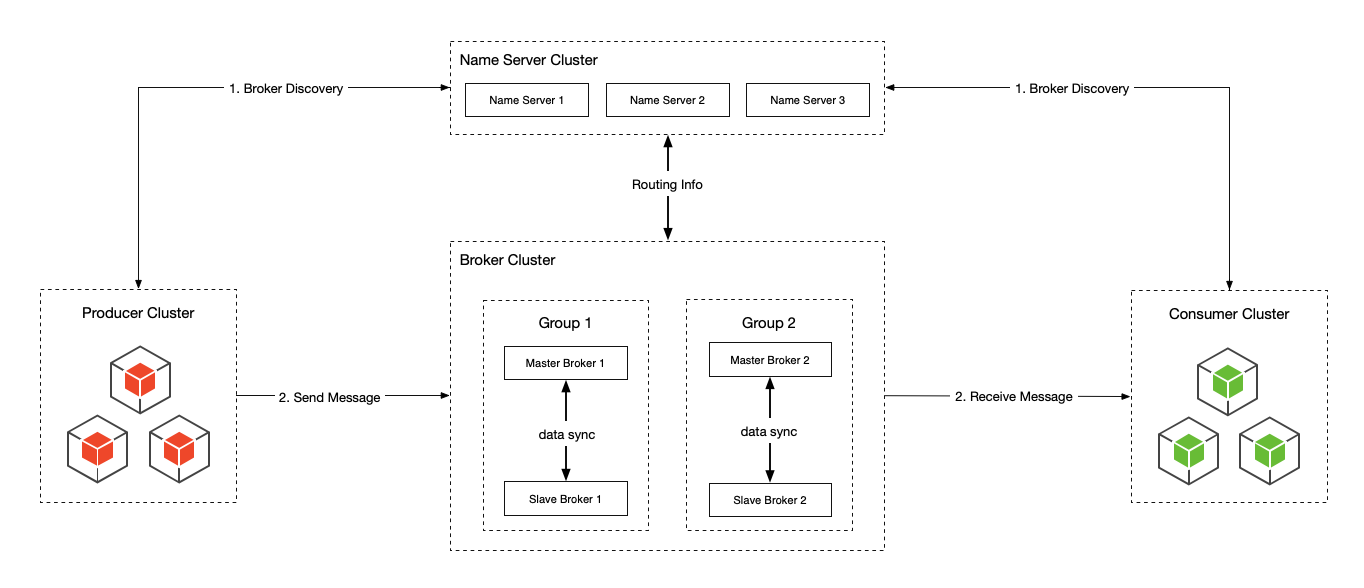 Name Server Cluster
1. Broker Discovery
1. Broker Discovery
Name Server 1
Name Server 2
Name Server 3
Routing Info
Broker Cluster
Producer Cluster
Consumer Cluster
Group 1
Group 2
Master Broker 1
Master Broker 2
2. Send Message
2. Receive Message
data sync
data sync
Slave Broker 1
Slave Broker 2